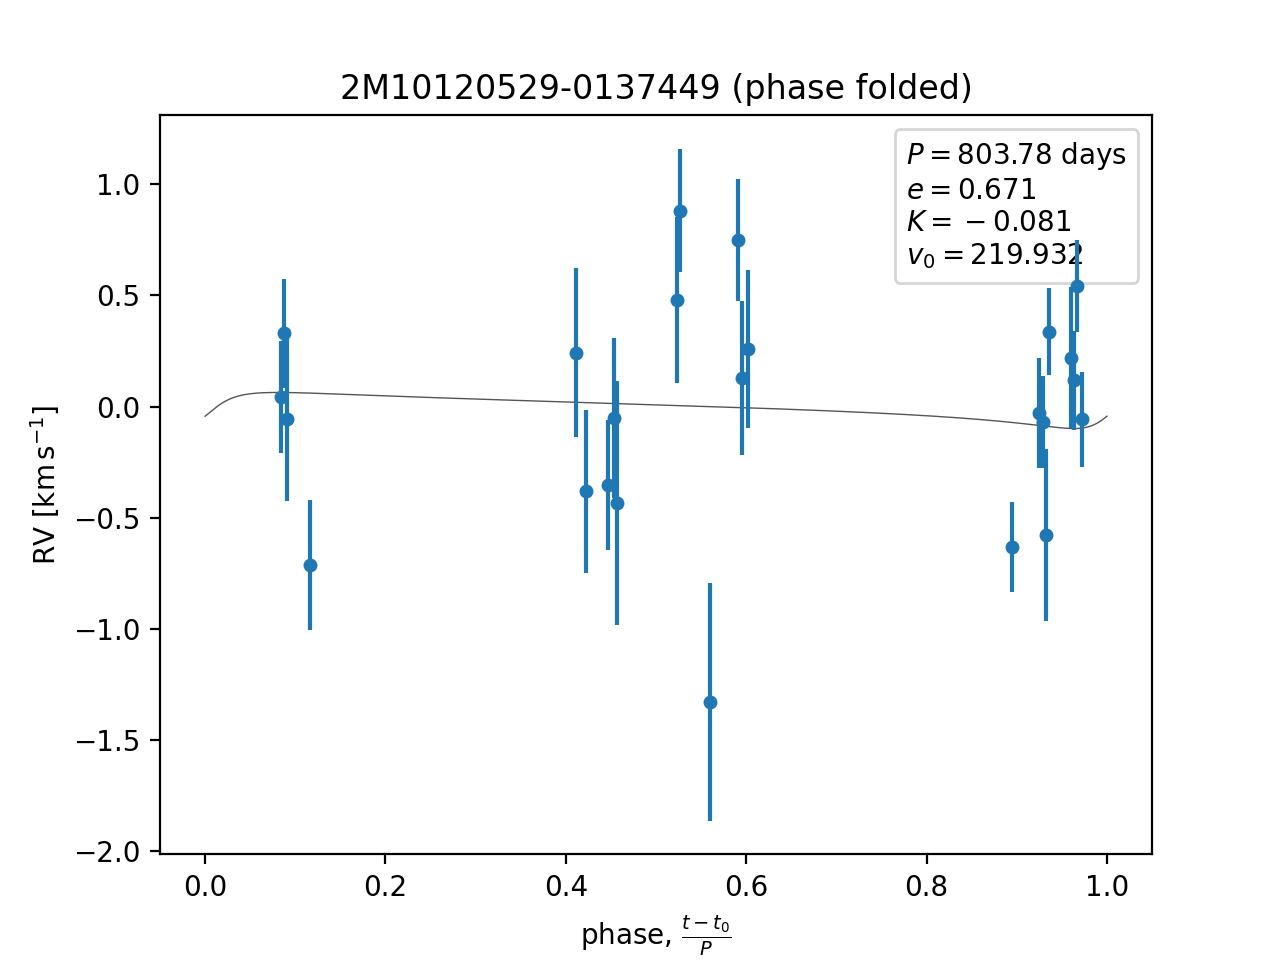 2M10120529-0137449 (phase folded)
P = 803.78 days
e = 0.671
K = −0.081
v₀ = 219.932
1.0
0.5
0.0
−0.5
−1.0
−1.5
−2.0
RV [km s⁻¹]
0.0 0.2 0.4 0.6 0.8 1.0
phase, (t − t₀)/P